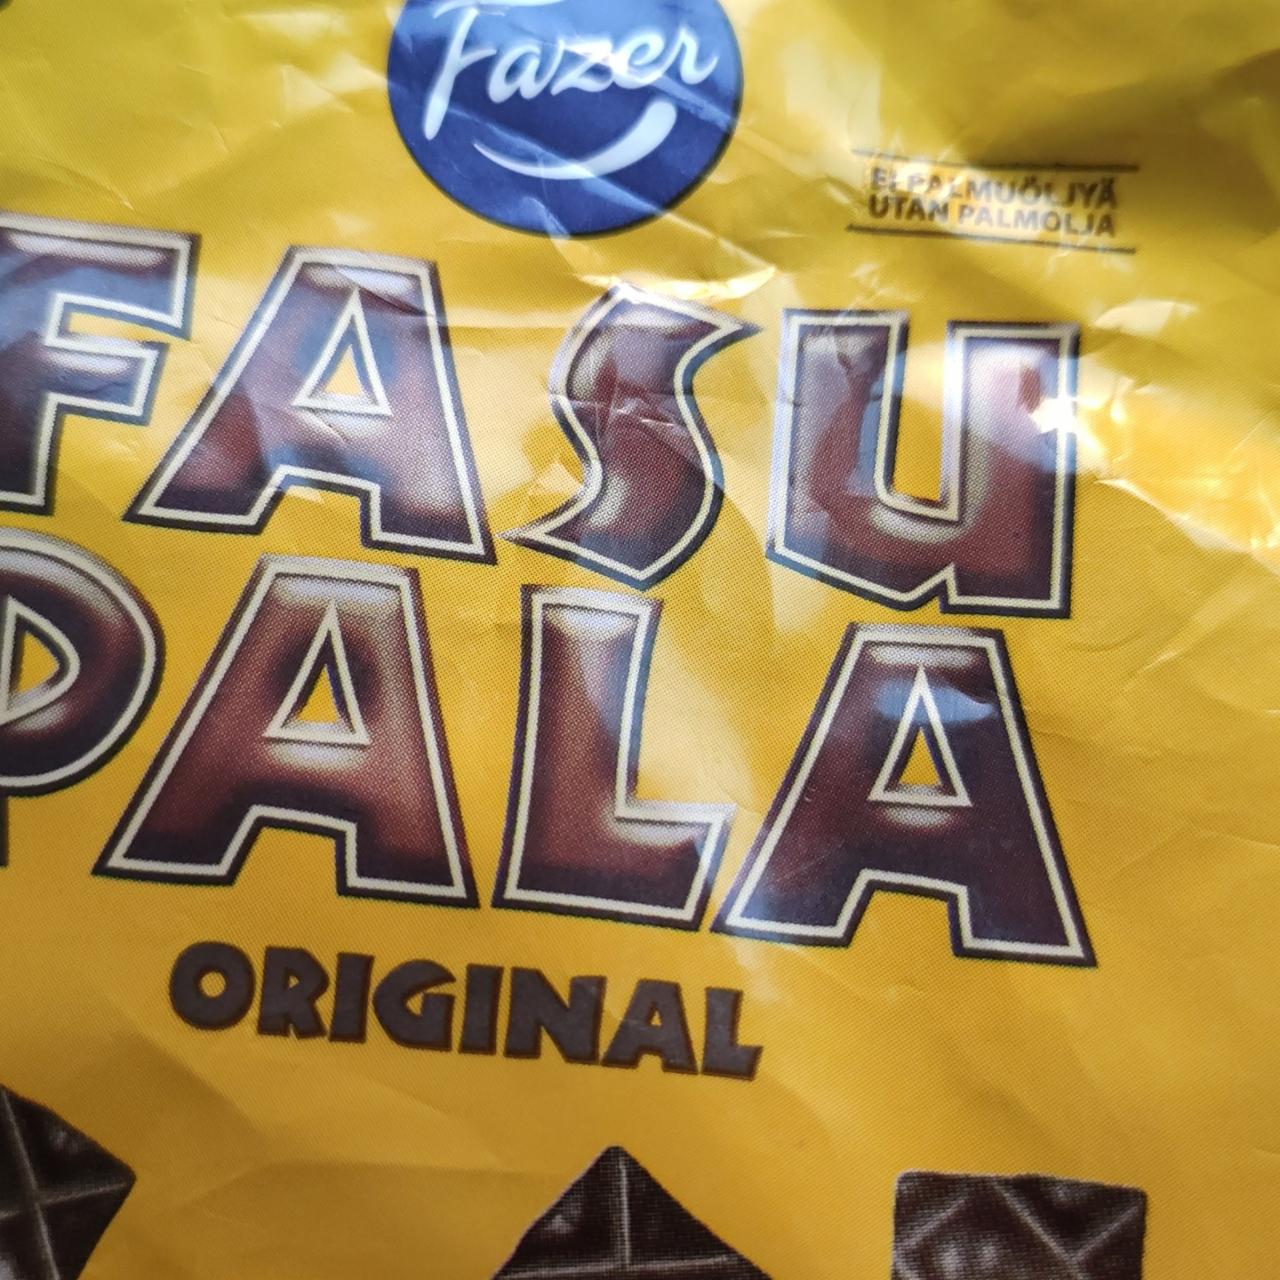 Fazer
EI PALMUÖLJYÄ
UTAN PALMOLJA
FASU
PALA
ORIGINAL